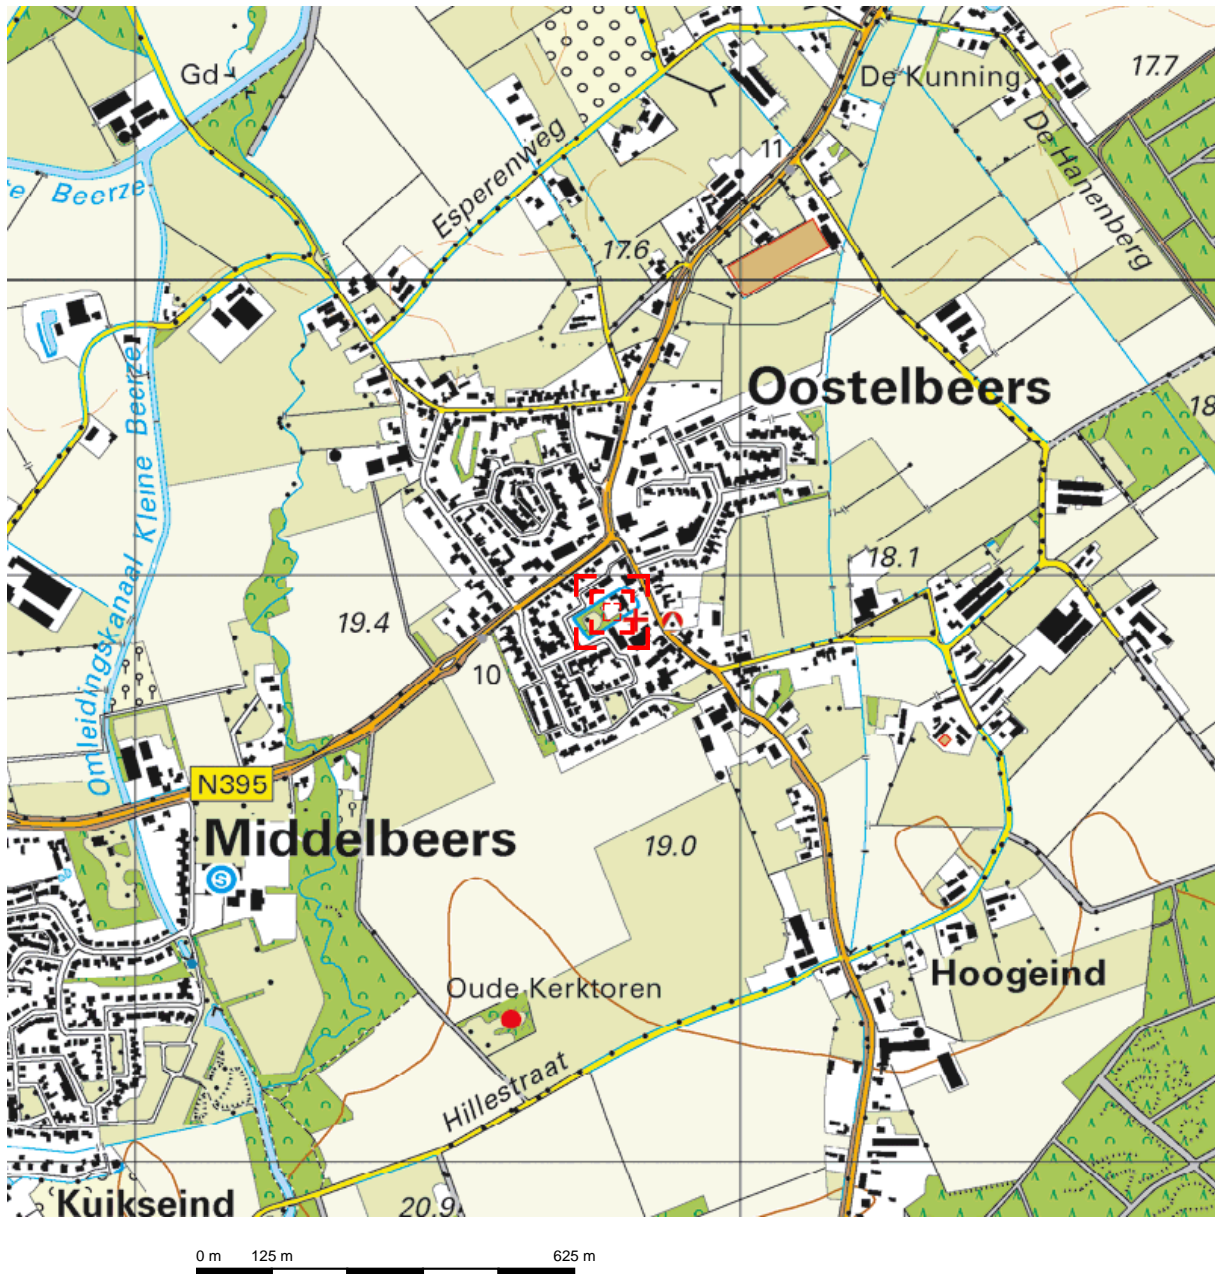 Gd
De Kunning
17.7
te Beerze
Esperenweg
11
De Hanenberg
17.6
Oostelbeers
18
Omleidingskanaal Kleine Beerze
18.1
19.4
10
N395
Middelbeers
S
19.0
Oude Kerktoren
Hoogeind
Hillestraat
Kuikseind
20.9
0 m 125 m 625 m